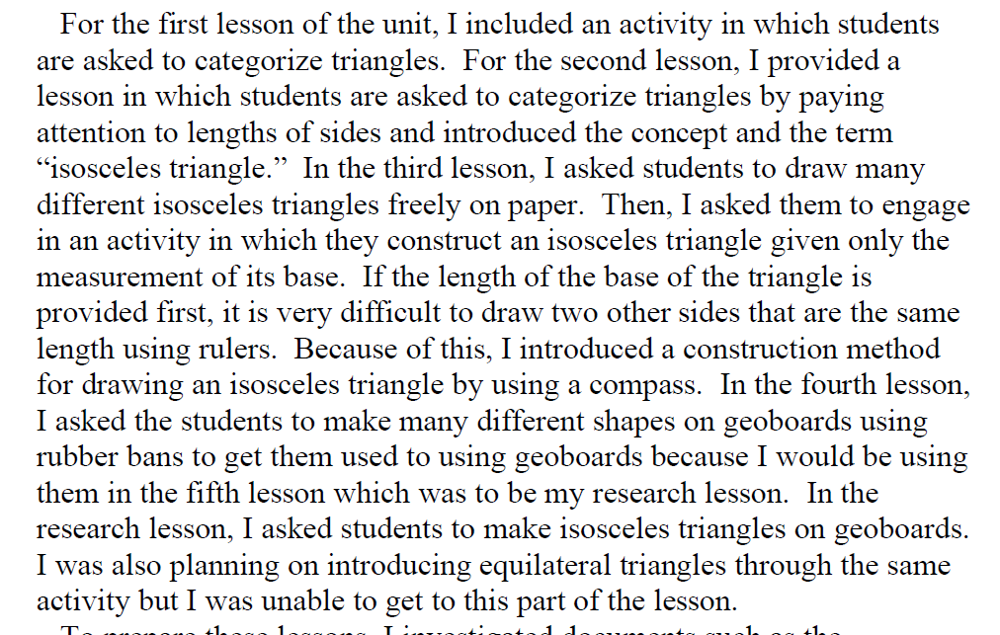 For the first lesson of the unit, I included an activity in which students
are asked to categorize triangles.  For the second lesson, I provided a
lesson in which students are asked to categorize triangles by paying
attention to lengths of sides and introduced the concept and the term
“isosceles triangle.”  In the third lesson, I asked students to draw many
different isosceles triangles freely on paper.  Then, I asked them to engage
in an activity in which they construct an isosceles triangle given only the
measurement of its base.  If the length of the base of the triangle is
provided first, it is very difficult to draw two other sides that are the same
length using rulers.  Because of this, I introduced a construction method
for drawing an isosceles triangle by using a compass.  In the fourth lesson,
I asked the students to make many different shapes on geoboards using
rubber bans to get them used to using geoboards because I would be using
them in the fifth lesson which was to be my research lesson.  In the
research lesson, I asked students to make isosceles triangles on geoboards.
I was also planning on introducing equilateral triangles through the same
activity but I was unable to get to this part of the lesson.
To prepare these lessons, I investigated documents such as the